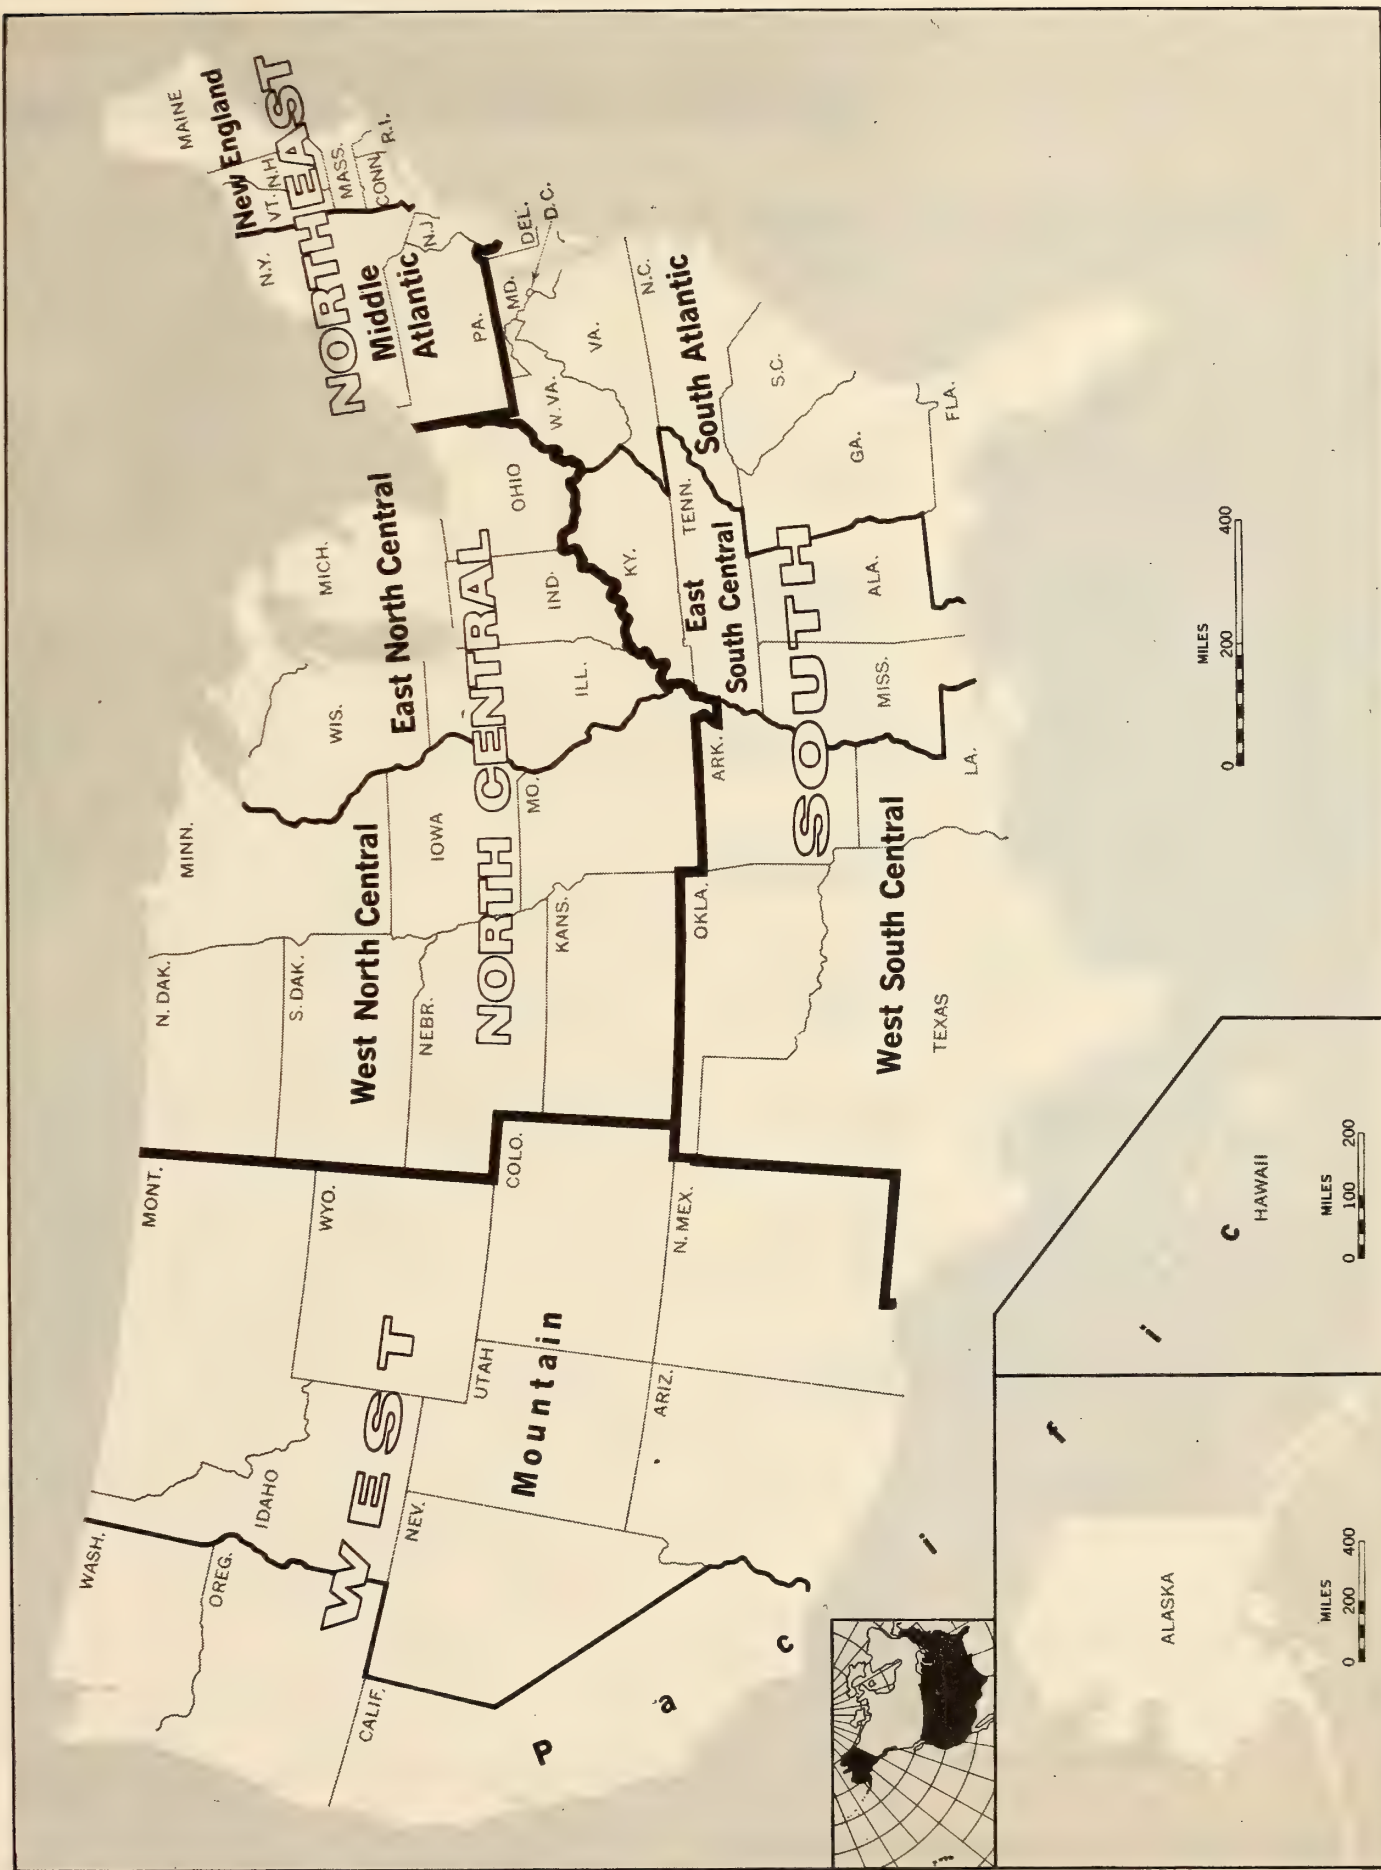 WEST
NORTH CENTRAL
NORTHEAST
SOUTH
Pacific
Mountain
West North Central
East North Central
Middle
Atlantic
New England
West South Central
East
South Central
South Atlantic
WASH.
OREG.
CALIF.
IDAHO
NEV.
MONT.
WYO.
UTAH
COLO.
ARIZ.
N. MEX.
N. DAK.
S. DAK.
NEBR.
KANS.
MINN.
IOWA
MO.
WIS.
MICH.
ILL.
IND.
OHIO
N.Y.
PA.
N.J.
MAINE
VT.
N.H.
MASS.
CONN.
R.I.
OKLA.
TEXAS
ARK.
LA.
KY.
TENN.
MISS.
ALA.
DEL.
MD.
D.C.
W. VA.
VA.
N.C.
S.C.
GA.
FLA.
ALASKA
MILES
0 200 400
HAWAII
MILES
0 100 200
MILES
0 200 400